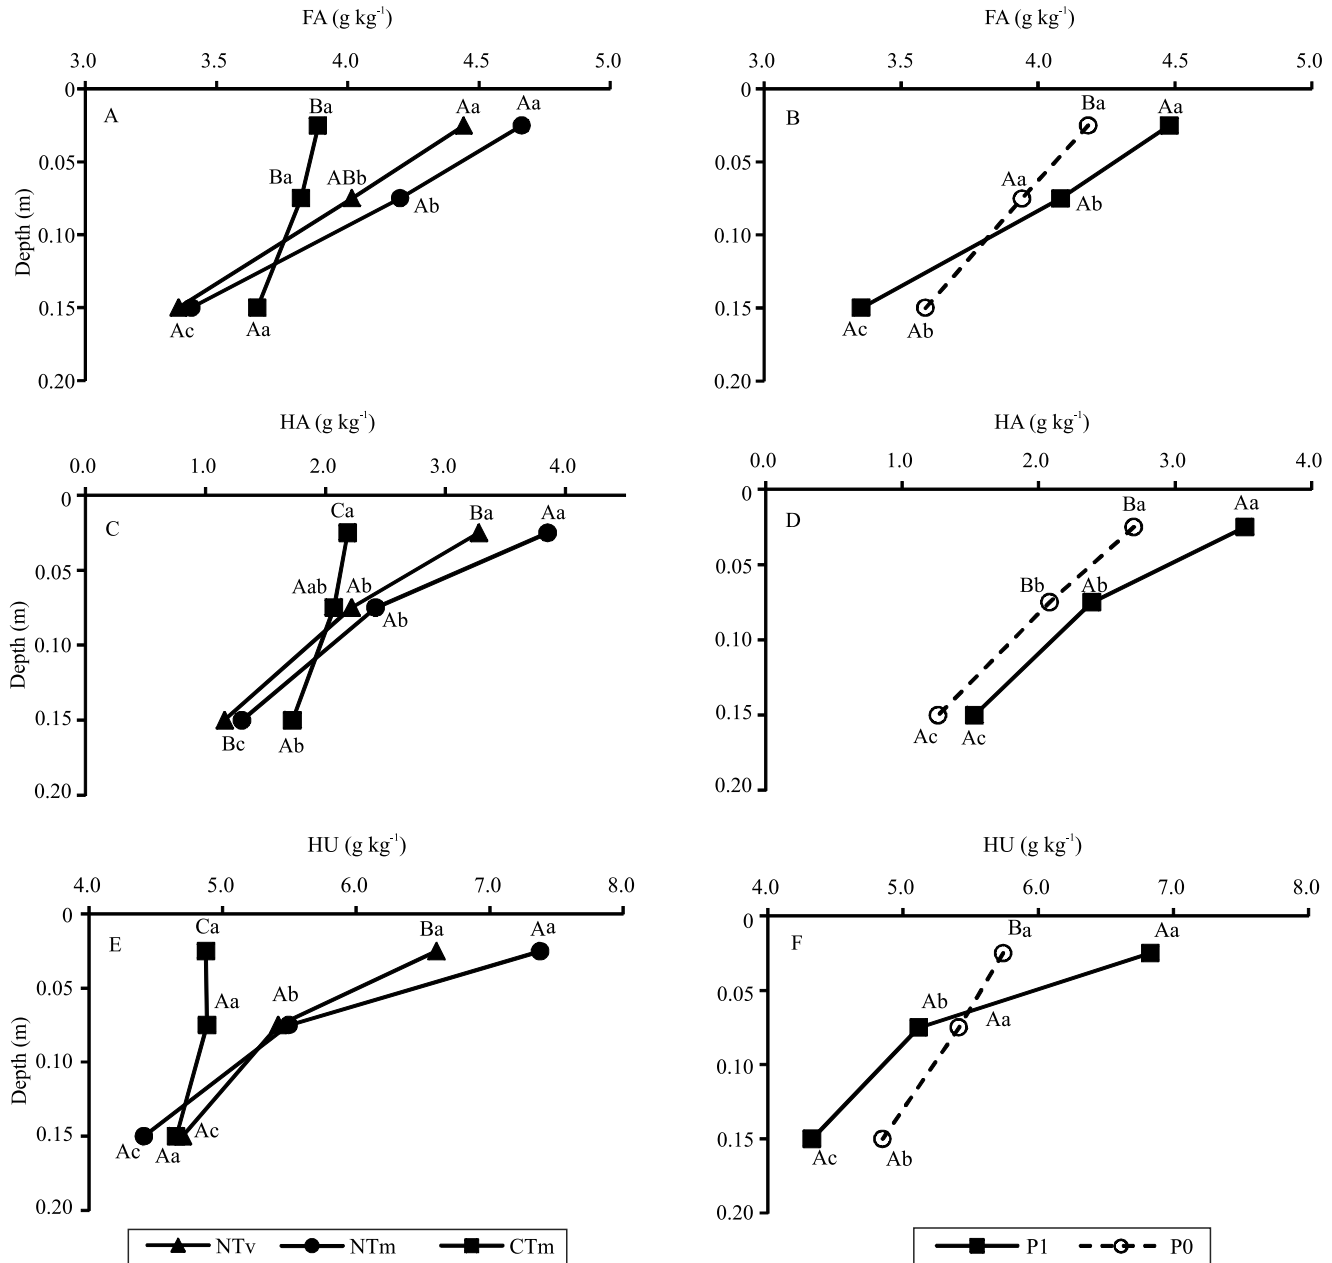 FA (g kg⁻¹)
3.0 3.5 4.0 4.5 5.0
0
A
Ba Aa Aa
0.05
Ba ABb Ab
0.10
0.15
Ac Aa
0.20
Depth (m)
FA (g kg⁻¹)
3.0 3.5 4.0 4.5 5.0
0
B
Ba Aa
0.05
Aa Ab
0.10
0.15
Ac Ab
0.20
HA (g kg⁻¹)
0.0 1.0 2.0 3.0 4.0
0
C
Ca Ba Aa
0.05
Aab Ab Ab
0.10
0.15
Bc Ab
0.20
Depth (m)
HA (g kg⁻¹)
0.0 1.0 2.0 3.0 4.0
0
D
Ba Aa
0.05
Bb Ab
0.10
0.15
Ac Ac
0.20
HU (g kg⁻¹)
4.0 5.0 6.0 7.0 8.0
0
E
Ca Ba Aa
0.05
Aa Ab
0.10
0.15
Ac Aa Ac
0.20
Depth (m)
HU (g kg⁻¹)
4.0 5.0 6.0 7.0 8.0
0
F
Ba Aa
0.05
Ab Aa
0.10
0.15
Ac Ab
0.20
NTv NTm CTm
P1 P0